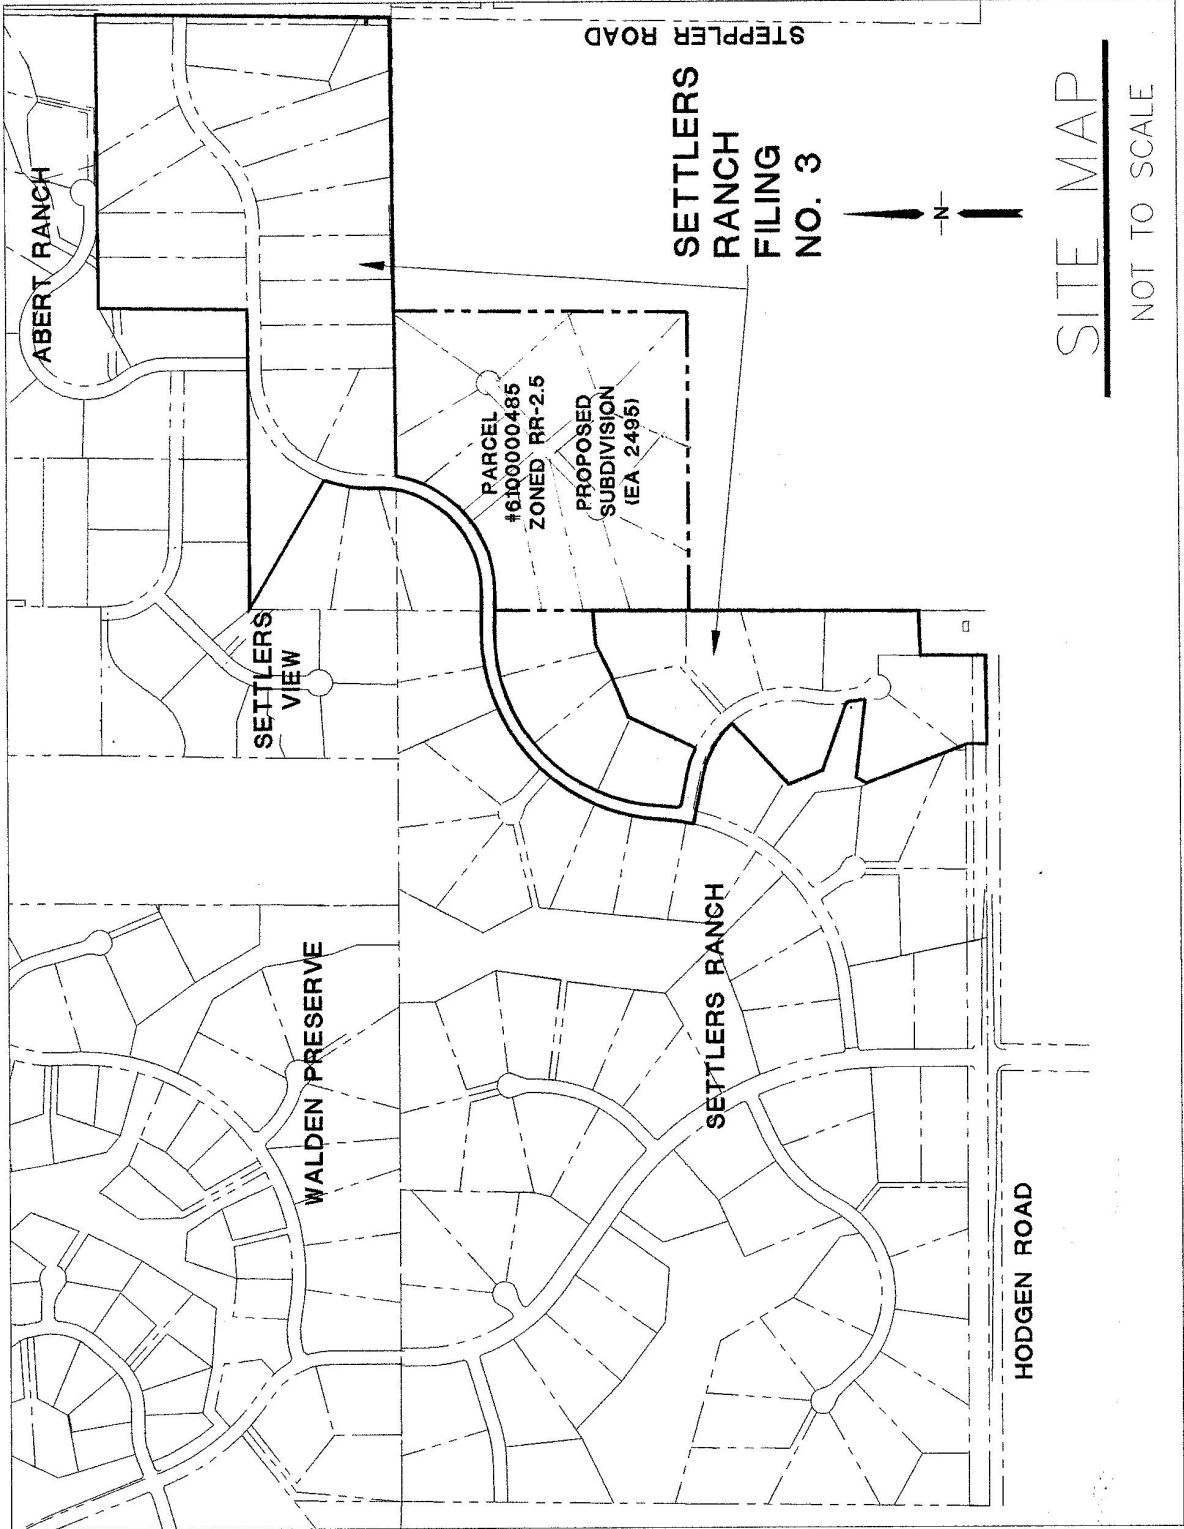 STEPPLER ROAD
ABERT RANCH
SETTLERS
RANCH
FILING
NO. 3
N
SITE MAP
NOT TO SCALE
PARCEL
#6100000485
ZONED RR-2.5
PROPOSED
SUBDIVISION
(EA 2495)
SETTLERS
VIEW
WALDEN PRESERVE
SETTLERS RANCH
HODGEN ROAD